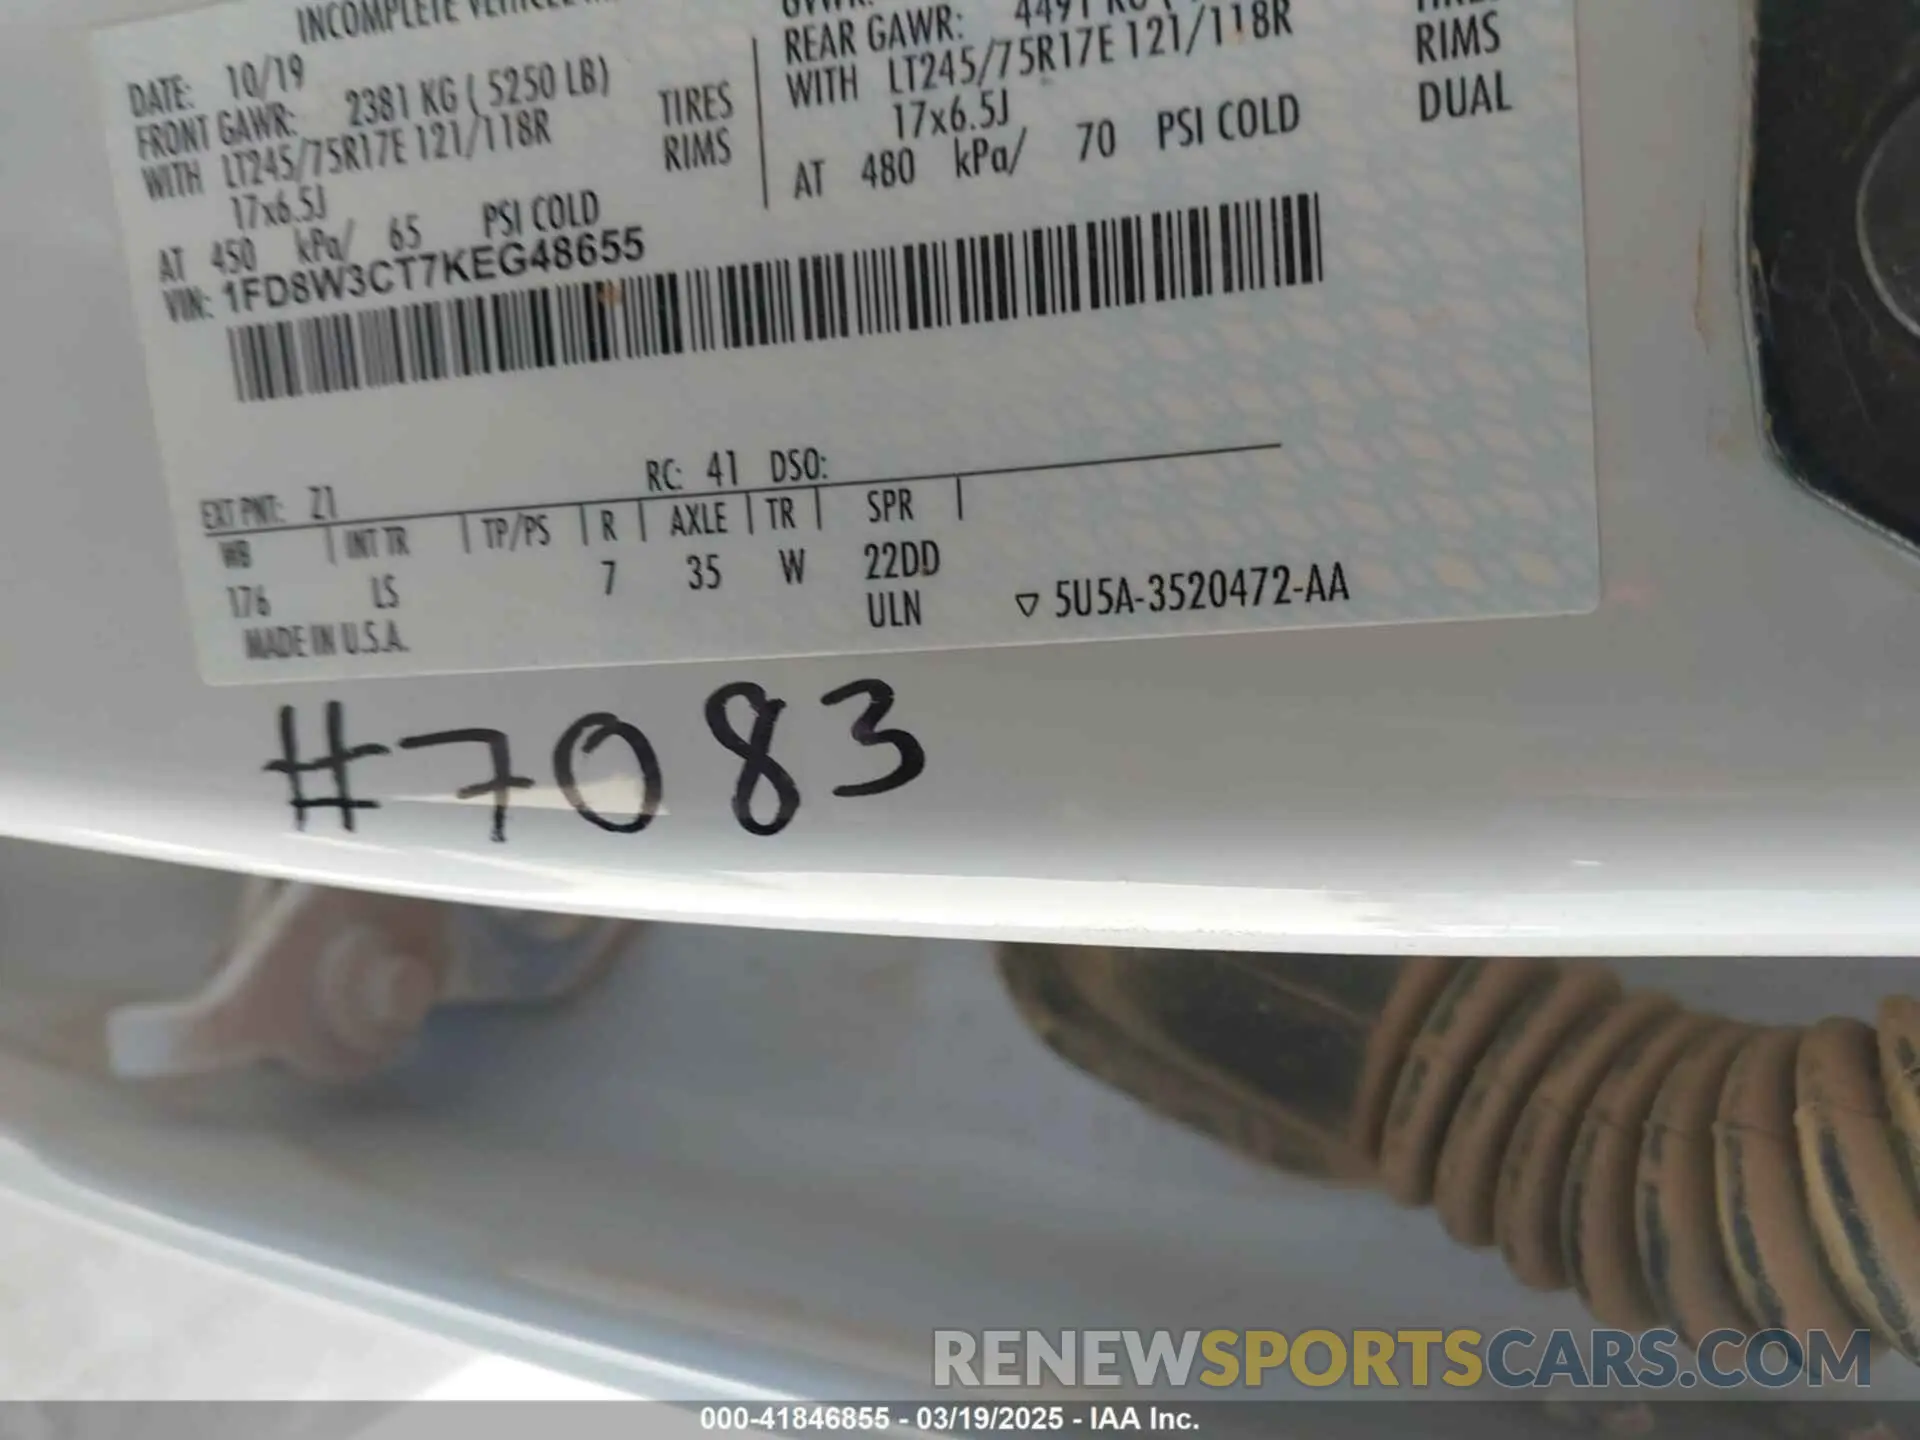 INCOMPLETE
DATE: 10/19
FRONT GAWR: 2381 KG ( 5250 LB)
WITH LT245/75R17E 121/118R TIRES
17x6.5J RIMS
AT 450 kPa/ 65 PSI COLD
REAR GAWR: 4491
WITH LT245/75R17E 121/118R
17x6.5J RIMS
AT 480 kPa/ 70 PSI COLD DUAL
VIN: 1FD8W3CT7KEG48655
EXT PNT: Z1 RC: 41 DSO:
WB INT TR TP/PS R AXLE TR SPR
176 LS 7 35 W 22DD
ULN
MADE IN U.S.A. ▽ 5U5A-3520472-AA
#7083
RENEWSPORTSCARS.COM
000-41846855 - 03/19/2025 - IAA Inc.